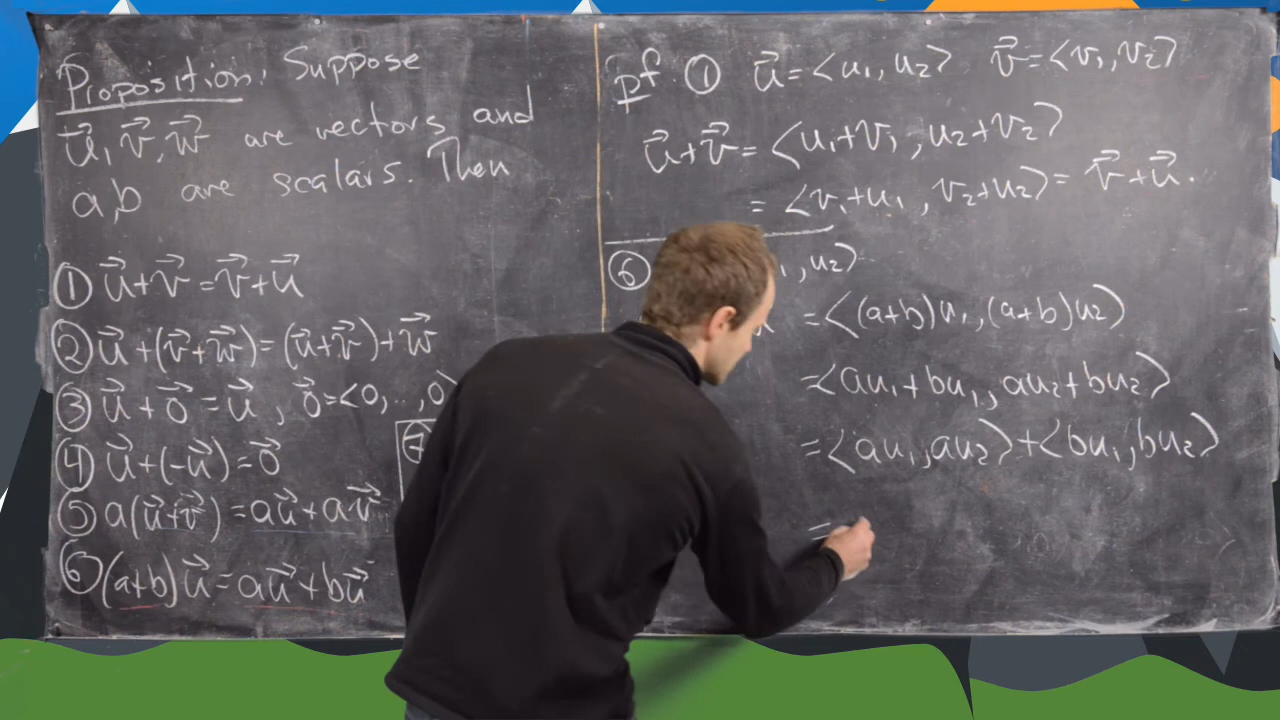 Proposition. Suppose
u⃗, v⃗, w⃗ are vectors and
a,b are scalars. Then
① u⃗+v⃗=v⃗+u⃗
② u⃗+(v⃗+w⃗)=(u⃗+v⃗)+w⃗
③ u⃗+0⃗=u⃗, 0⃗=<0,..,0>
④ u⃗+(-u⃗)=0⃗
⑤ a(u⃗+v⃗)=au⃗+av⃗
⑥ (a+b)u⃗=au⃗+bu⃗
⑦
pf ① u⃗=<u₁,u₂> v⃗=<v₁,v₂>
u⃗+v⃗=<u₁+v₁,u₂+v₂>
=<v₁+u₁,v₂+u₂>=v⃗+u⃗.
⑥ ,u₂>
=<(a+b)u₁,(a+b)u₂>
=<au₁+bu₁,au₂+bu₂>
=<au₁,au₂>+<bu₁,bu₂>
=